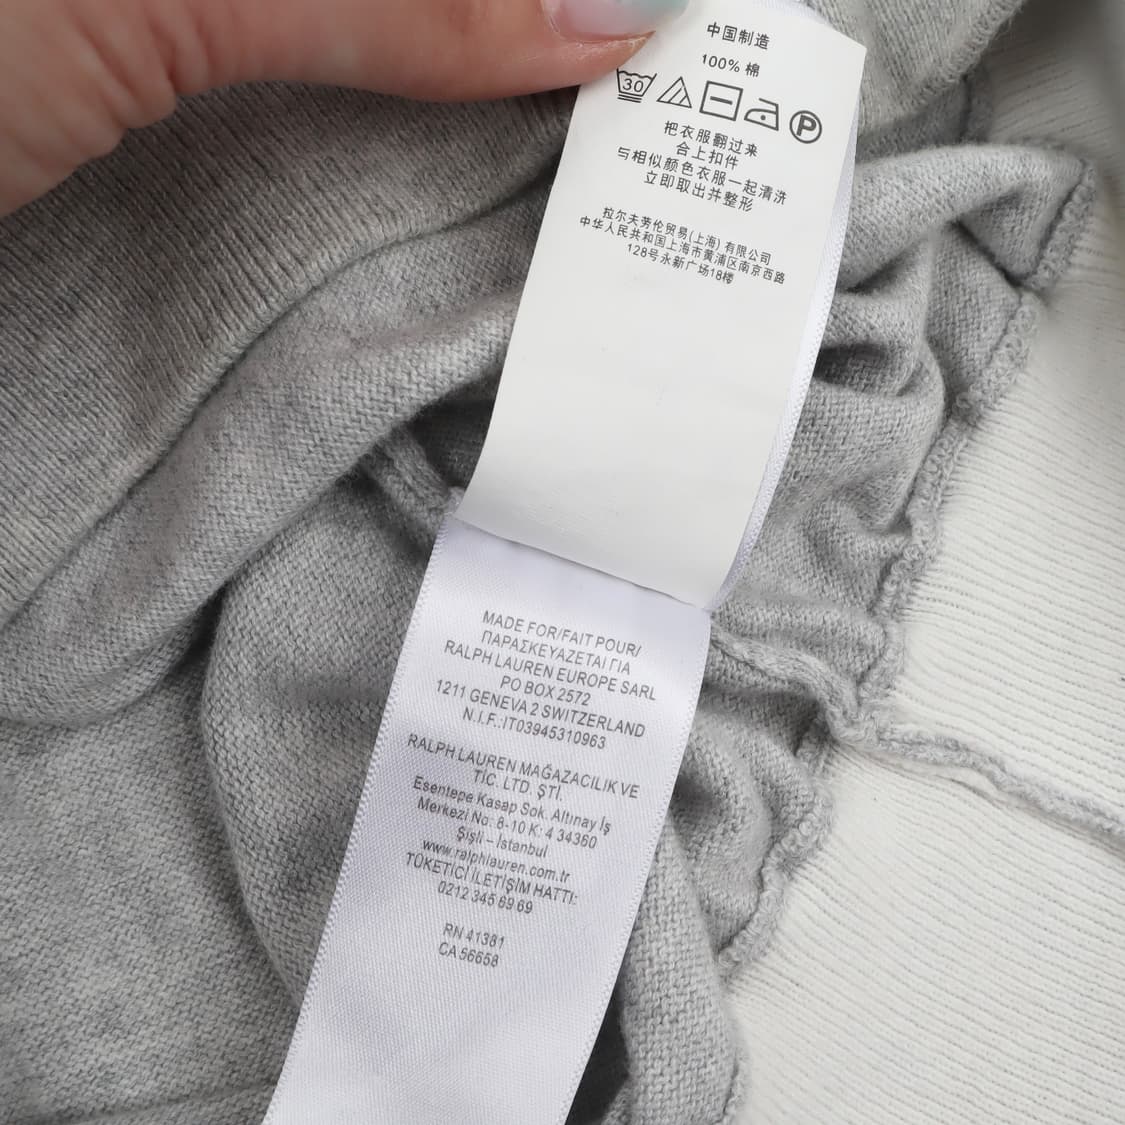 中国制造
100% 棉
30
P
把衣服翻过来
合上扣件
与相似颜色衣服一起清洗
立即取出并整形
拉尔夫劳伦贸易(上海) 有限公司
中华人民共和国上海市黄浦区南京西路
128号永新广场18楼
MADE FOR/FAIT POUR/
ΠΑΡΑΣΚΕΥΑΖΕΤΑΙ ΓΙΑ
RALPH LAUREN EUROPE SARL
PO BOX 2572
1211 GENEVA 2 SWITZERLAND
N.I.F.:IT03945310963
RALPH LAUREN MAĞAZACILIK VE
TİC. LTD. ŞTİ.
Esentepe Kasap Sok. Altınay İş
Merkezi No: 8-10 K: 4 34360
Şişli – İstanbul
www.ralphlauren.com.tr
TÜKETİCİ İLETİŞİM HATTI:
0212 345 69 69
RN 41381
CA 56658